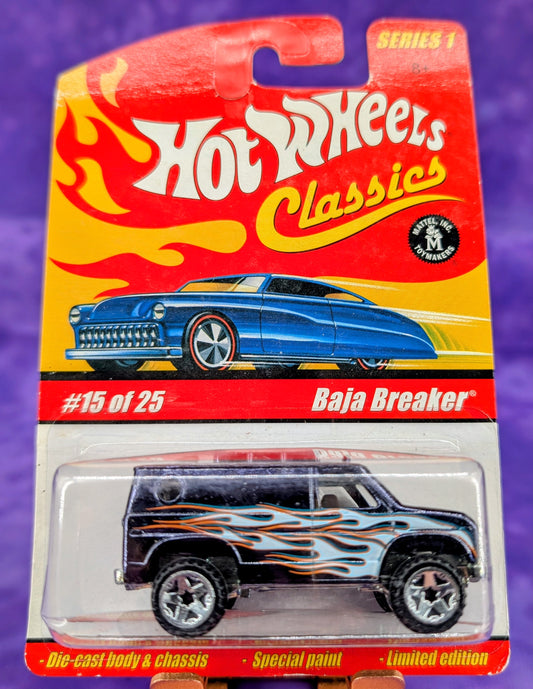 SERIES 1
8+
Hot Wheels
Classics
MATTEL, INC.
M
TOYMAKERS
#15 of 25
Baja Breaker®
· Die-cast body & chassis · Special paint · Limited edition